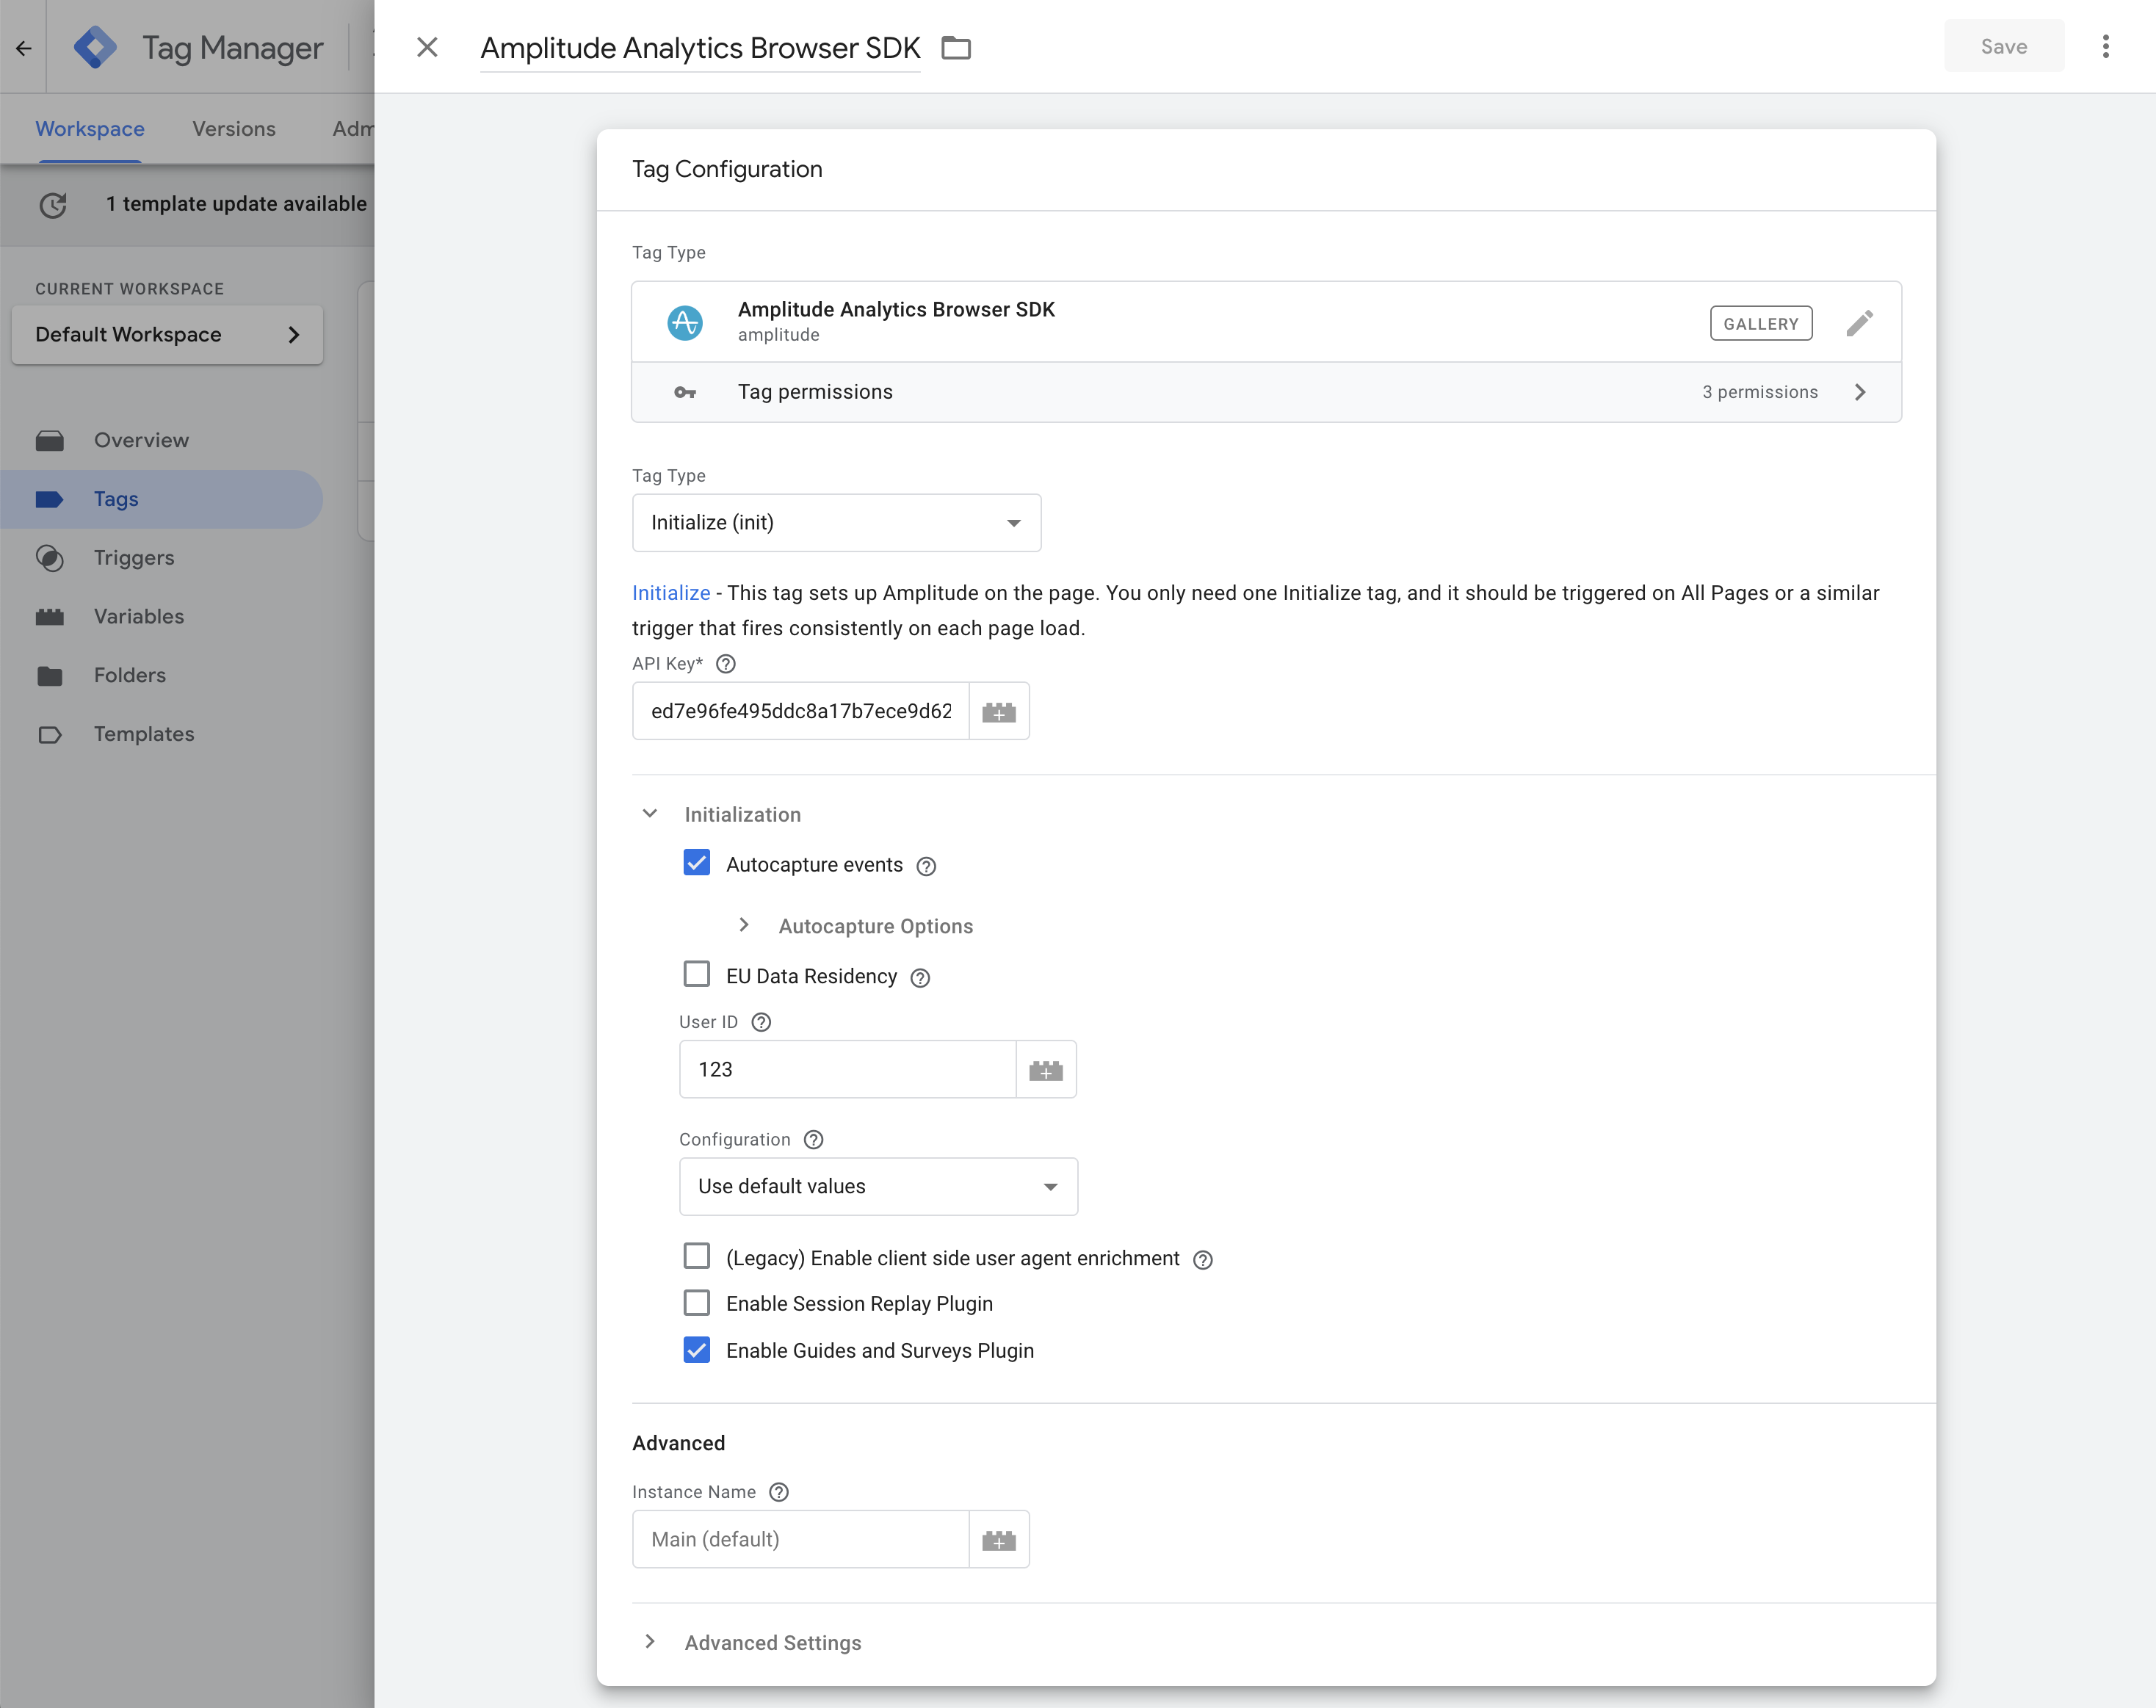 Tag Manager
Amplitude Analytics Browser SDK
Save
Workspace
Versions
Adm
1 template update available
CURRENT WORKSPACE
Default Workspace
Overview
Tags
Triggers
Variables
Folders
Templates
Tag Configuration
Tag Type
Amplitude Analytics Browser SDK
amplitude
GALLERY
Tag permissions
3 permissions
Tag Type
Initialize (init)
Initialize - This tag sets up Amplitude on the page. You only need one Initialize tag, and it should be triggered on All Pages or a similar
trigger that fires consistently on each page load.
API Key*
ed7e96fe495ddc8a17b7ece9d62
Initialization
Autocapture events
Autocapture Options
EU Data Residency
User ID
123
Configuration
Use default values
(Legacy) Enable client side user agent enrichment
Enable Session Replay Plugin
Enable Guides and Surveys Plugin
Advanced
Instance Name
Main (default)
Advanced Settings